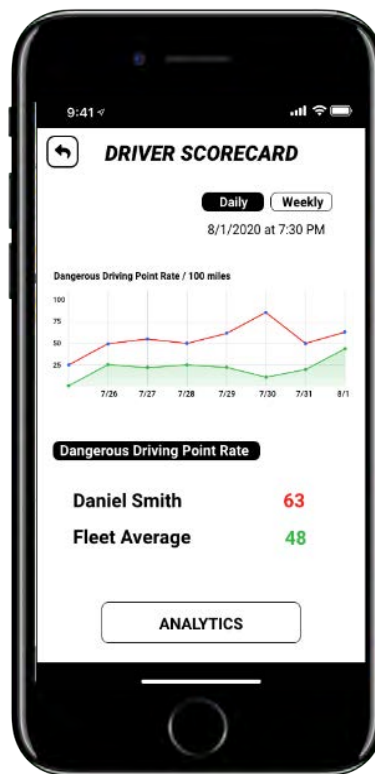 9:41
DRIVER SCORECARD
Daily Weekly
8/1/2020 at 7:30 PM
Dangerous Driving Point Rate / 100 miles
100
75
50
25
7/26 7/27 7/28 7/29 7/30 7/31 8/1
Dangerous Driving Point Rate
Daniel Smith 63
Fleet Average 48
ANALYTICS